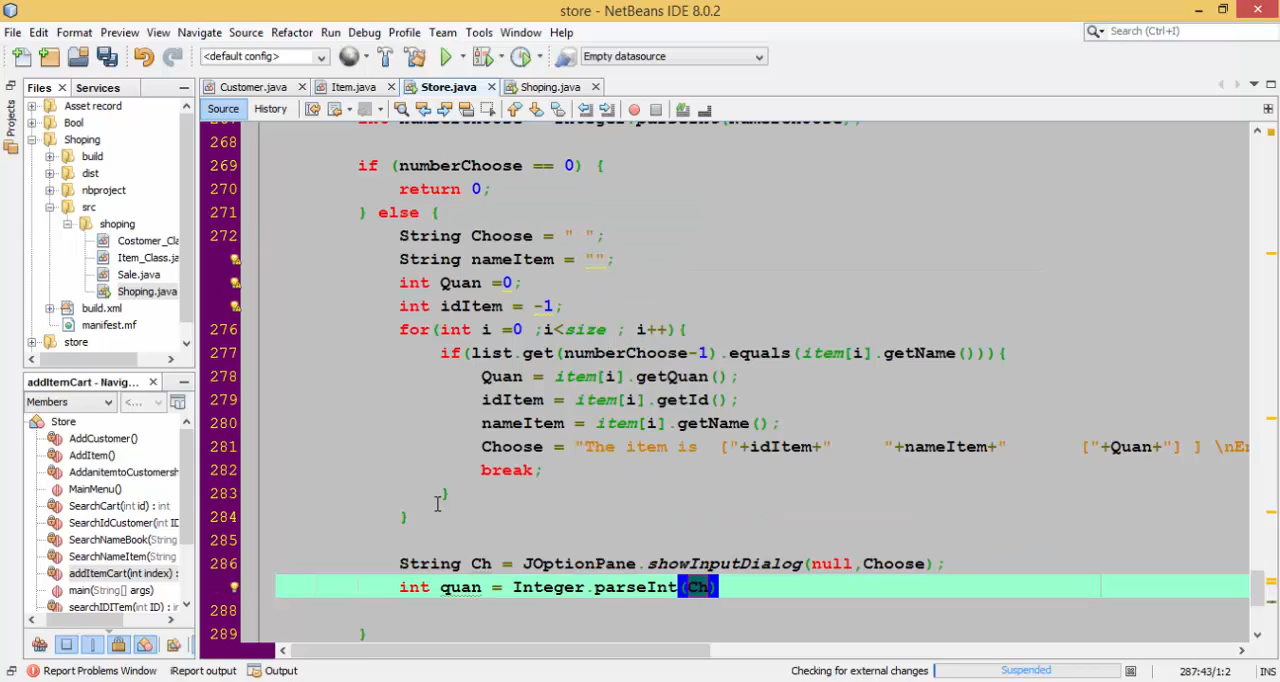 store - NetBeans IDE 8.0.2
File Edit Format Preview View Navigate Source Refactor Run Debug Profile Team Tools Window Help
Search (Ctrl+I)
<default config>
Empty datasource
Files Services
Customer.java Item.java Store.java Shoping.java
Source History
Projects
Asset record
Bool
Shoping
build
dist
nbproject
src
shoping
Costomer_Cla
Item_Class.ja
Sale.java
Shoping.java
build.xml
manifest.mf
store
addItemCart - Navig...
Members <...
Store
AddCustomer()
AddItem()
AddanitemtoCustomersh
MainMenu()
SearchCart(int id) : int
SearchIdCustomer(int ID
SearchNameBook(String
SearchNameItem(String
addItemCart(int index) :
main(String[] args)
searchIDITem(int ID) :
268
269 if (numberChoose == 0) {
270 return 0;
271 } else {
272 String Choose = " ";
String nameItem = "";
int Quan =0;
int idItem = -1;
276 for(int i =0 ;i<size ; i++){
277 if(list.get(numberChoose-1).equals(item[i].getName())){
278 Quan = item[i].getQuan();
279 idItem = item[i].getId();
280 nameItem = item[i].getName();
281 Choose = "The item is ["+idItem+" "+nameItem+" ["+Quan+"] ] \nEn
282 break;
283 }
284 }
285
286 String Ch = JOptionPane.showInputDialog(null,Choose);
int quan = Integer.parseInt(Ch)
288
289 }
Report Problems Window iReport output Output
Checking for external changes Suspended 287:43/1:2 INS